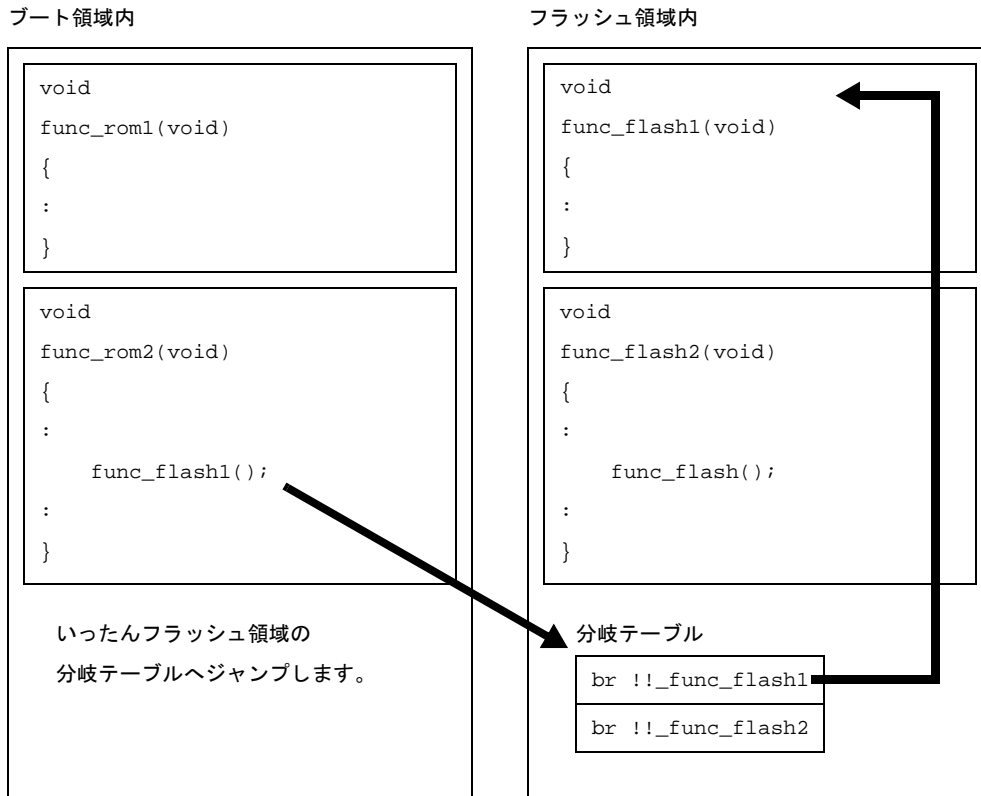 ブート領域内
void
func_rom1(void)
{
:
}
void
func_rom2(void)
{
:
func_flash1();
:
}
いったんフラッシュ領域の
分岐テーブルへジャンプします。
フラッシュ領域内
void
func_flash1(void)
{
:
}
void
func_flash2(void)
{
:
func_flash();
:
}
分岐テーブル
br !!_func_flash1
br !!_func_flash2